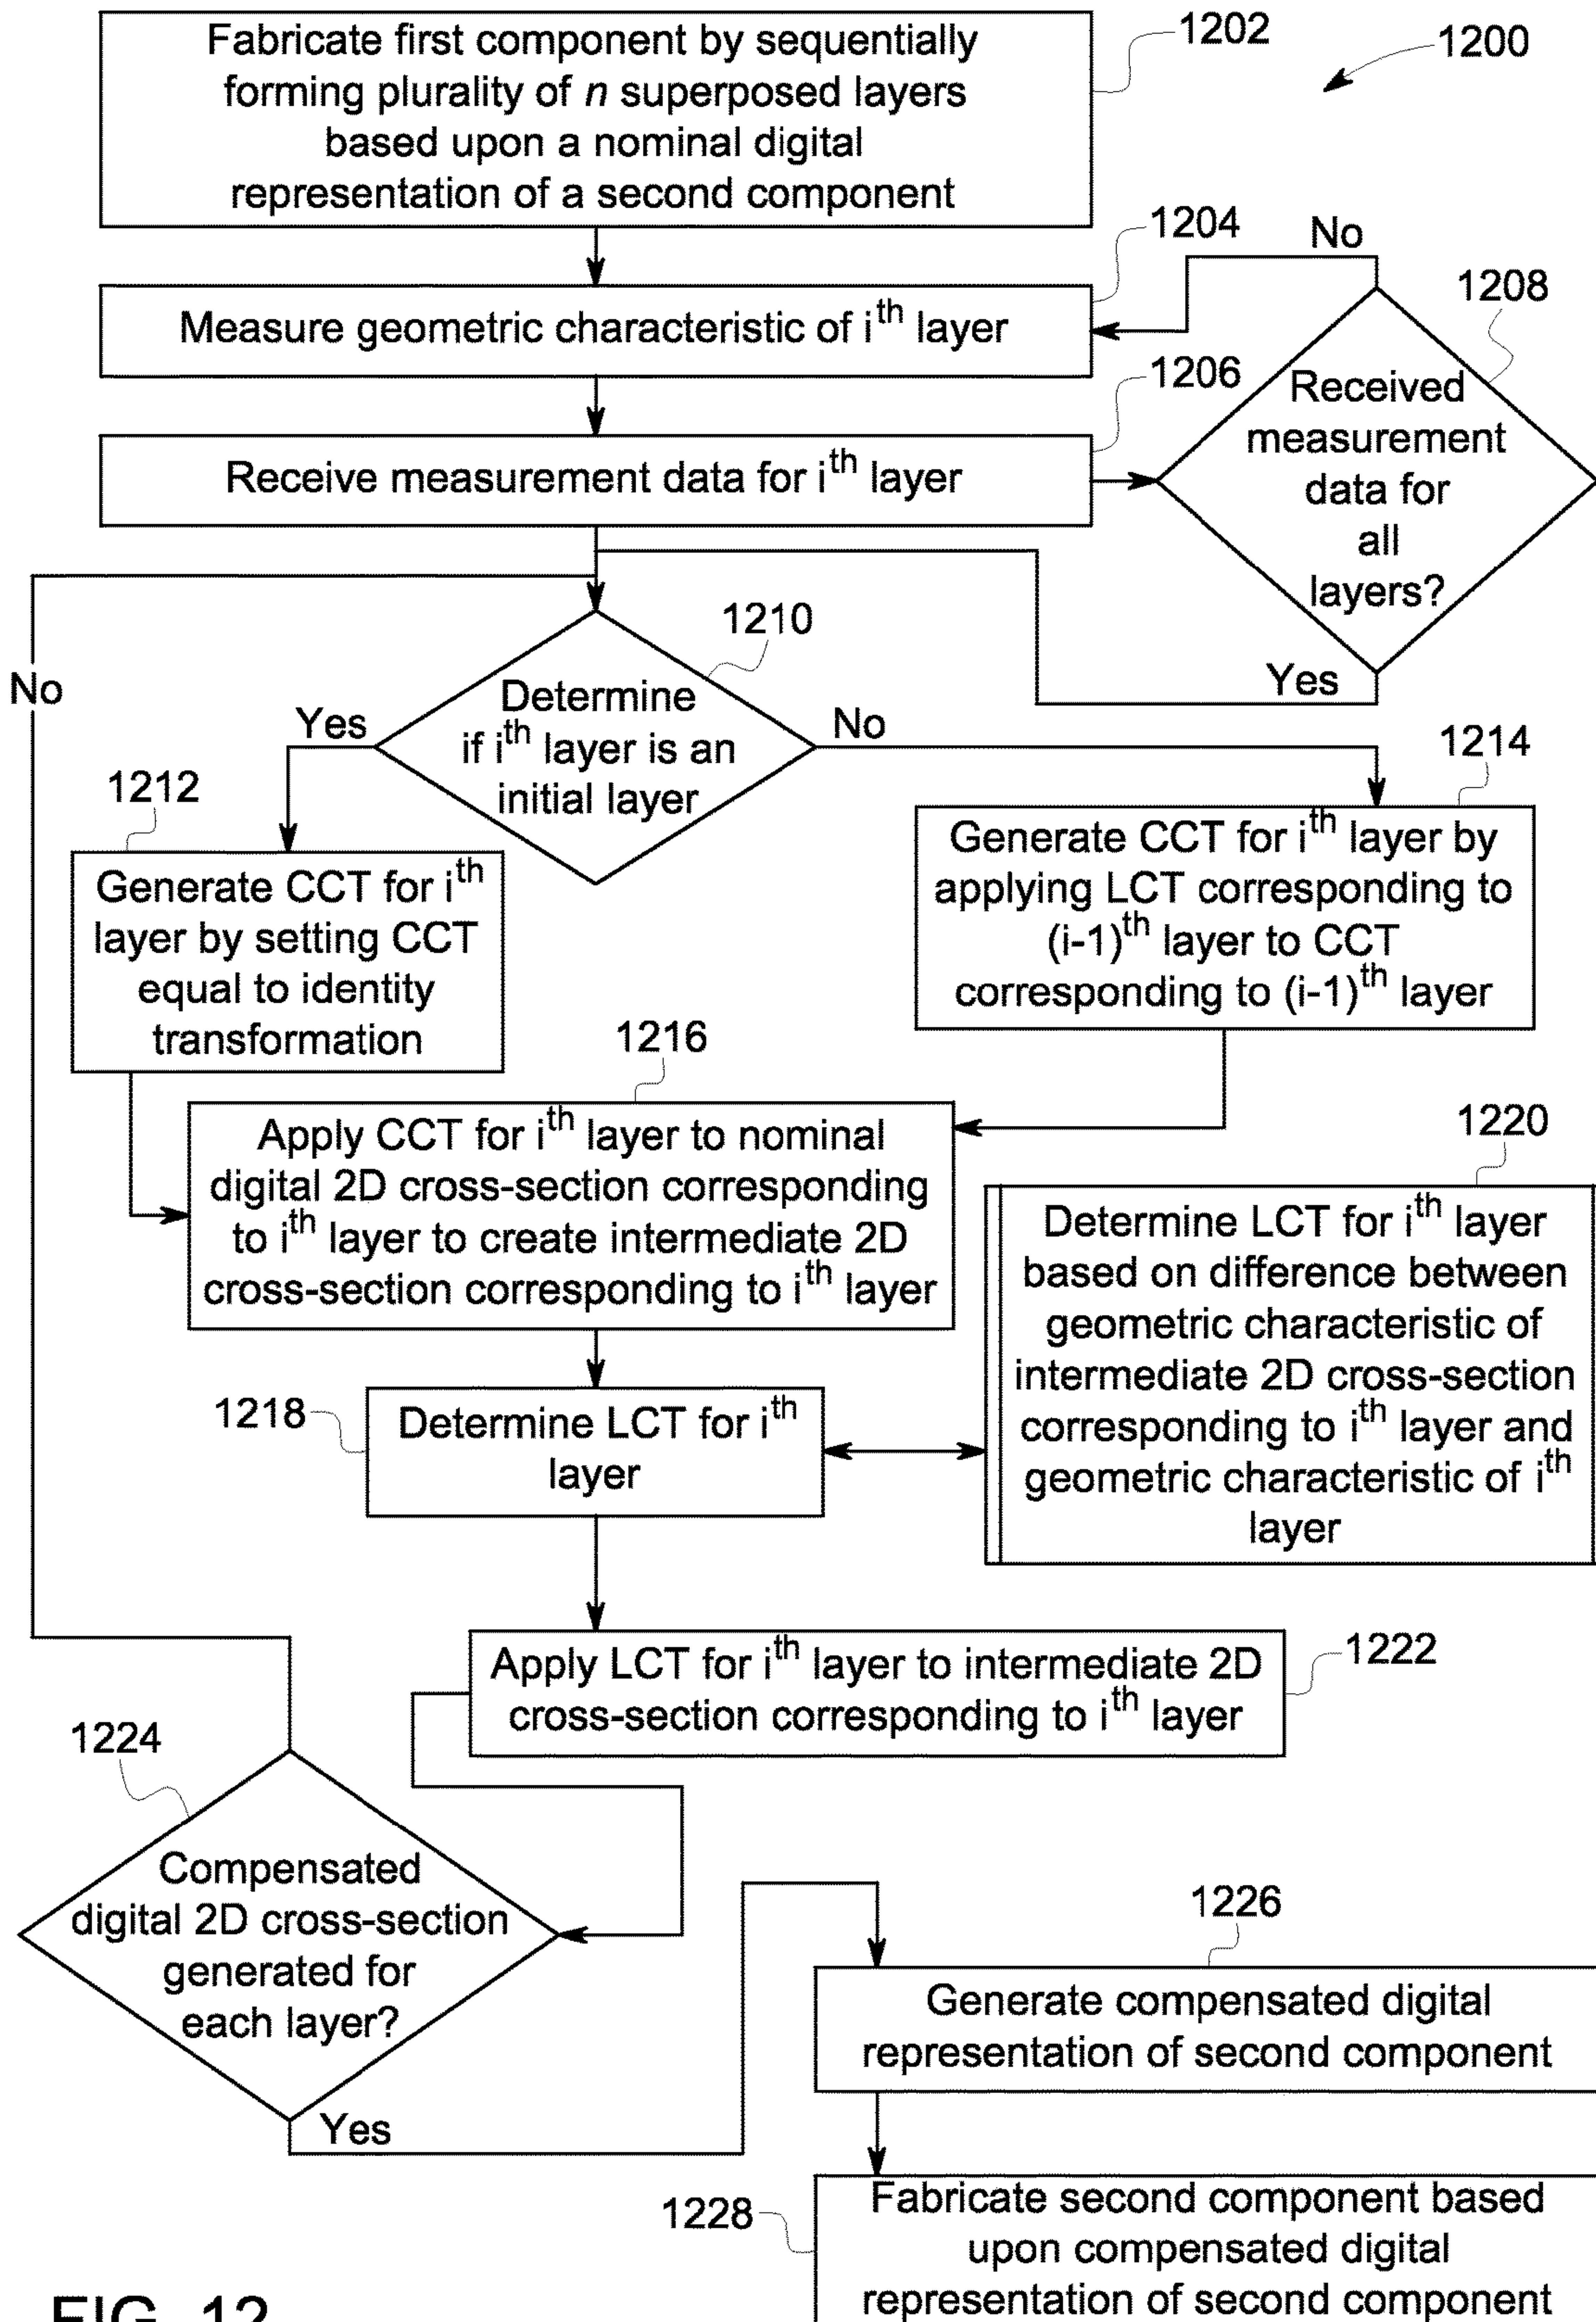 1200
1202
Fabricate first component by sequentially
forming plurality of n superposed layers
based upon a nominal digital
representation of a second component
1204
Measure geometric characteristic of ith layer
No
1208
Received
measurement
data for
all
layers?
Yes
1206
Receive measurement data for ith layer
No
1210
Determine
if ith layer is an
initial layer
Yes
No
1212
Generate CCT for ith
layer by setting CCT
equal to identity
transformation
1214
Generate CCT for ith layer by
applying LCT corresponding to
(i-1)th layer to CCT
corresponding to (i-1)th layer
1216
Apply CCT for ith layer to nominal
digital 2D cross-section corresponding
to ith layer to create intermediate 2D
cross-section corresponding to ith layer
1218
Determine LCT for ith
layer
1220
Determine LCT for ith layer
based on difference between
geometric characteristic of
intermediate 2D cross-section
corresponding to ith layer and
geometric characteristic of ith
layer
1222
Apply LCT for ith layer to intermediate 2D
cross-section corresponding to ith layer
1224
Compensated
digital 2D cross-section
generated for
each layer?
Yes
1226
Generate compensated digital
representation of second component
1228
Fabricate second component based
upon compensated digital
representation of second component
FIG. 12